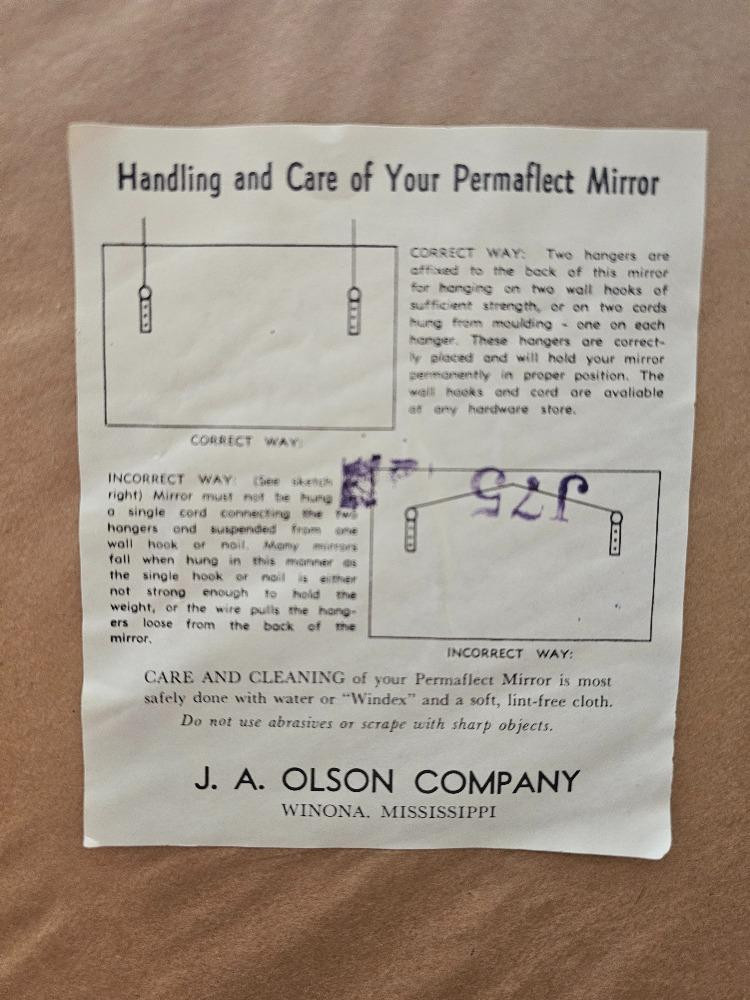 Handling and Care of Your Permaflect Mirror
CORRECT WAY: Two hangers are
affixed to the back of this mirror
for hanging on two wall hooks of
sufficient strength, or on two cords
hung from moulding - one on each
hanger. These hangers are correct-
ly placed and will hold your mirror
permanently in proper position. The
wall hooks and cord are avaliable
at any hardware store.
CORRECT WAY:
INCORRECT WAY: (See sketch
right) Mirror must not be hung
a single cord connecting the two
hangers and suspended from one
wall hook or nail. Many mirrors
fall when hung in this manner as
the single hook or nail is either
not strong enough to hold the
weight, or the wire pulls the hang-
ers loose from the back of the
mirror.
J75
INCORRECT WAY:
CARE AND CLEANING of your Permaflect Mirror is most
safely done with water or "Windex" and a soft, lint-free cloth.
Do not use abrasives or scrape with sharp objects.
J. A. OLSON COMPANY
WINONA, MISSISSIPPI